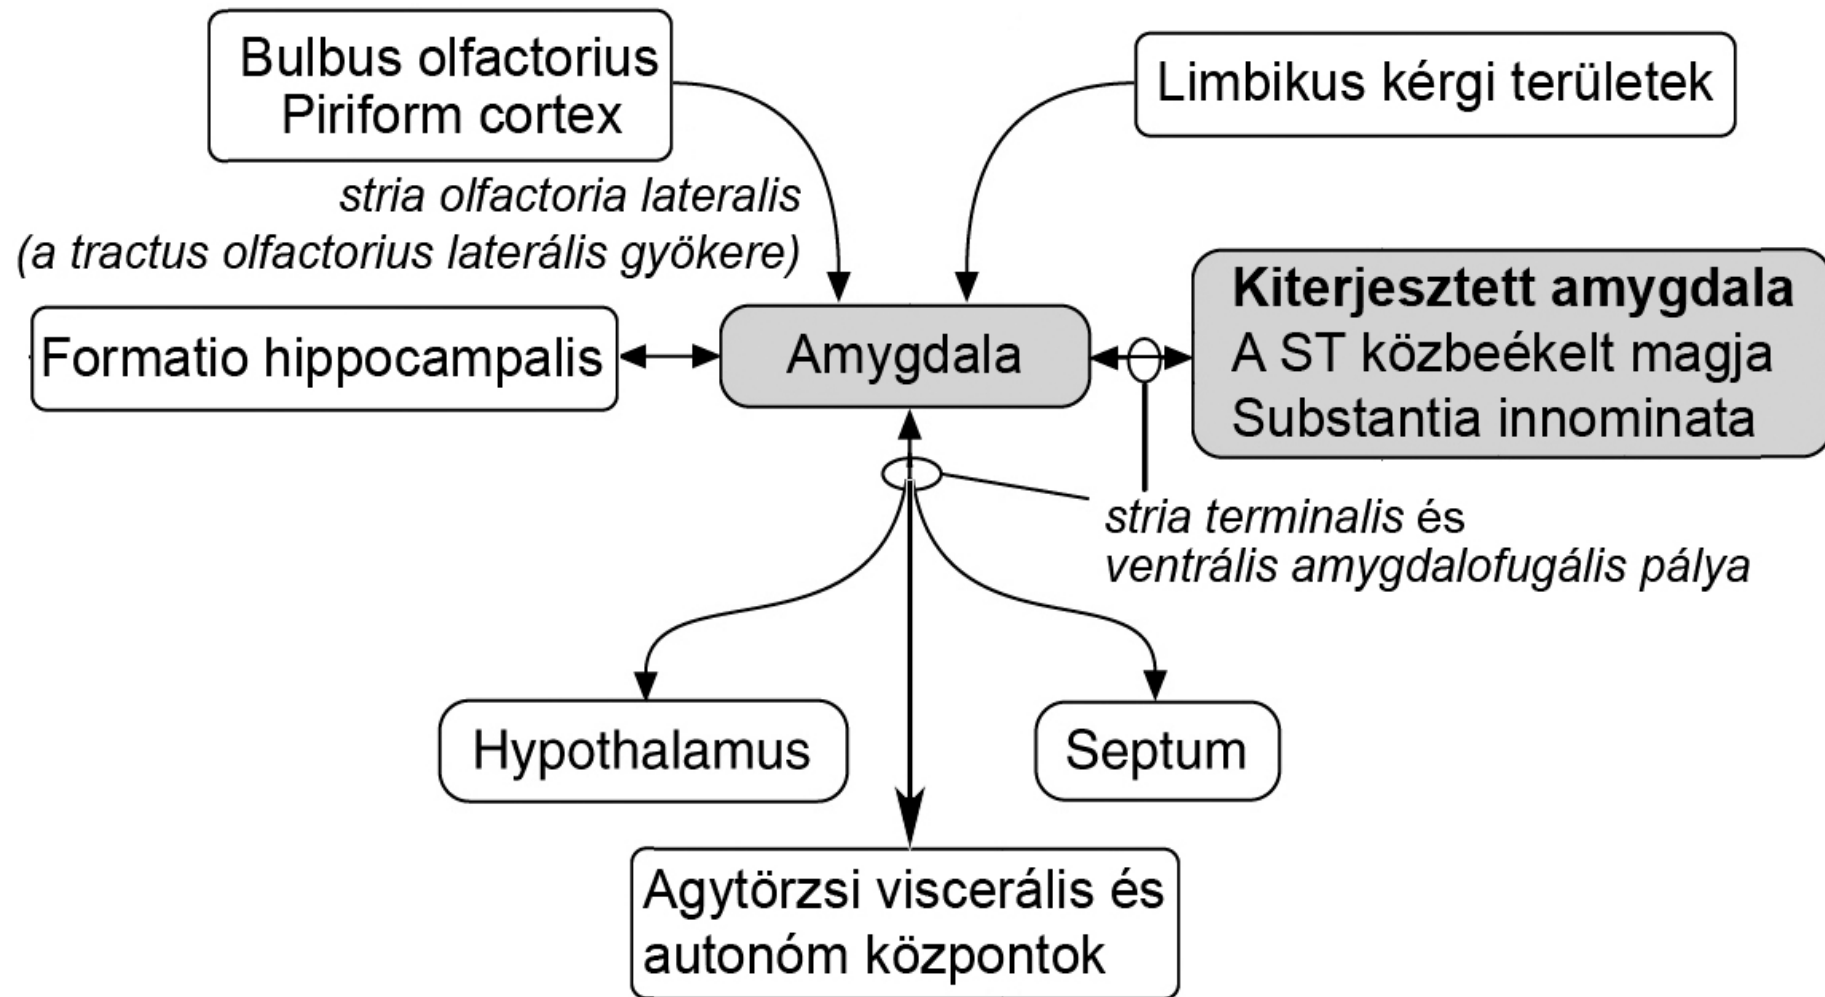 Bulbus olfactorius
Piriform cortex
Limbikus kérgi területek
stria olfactoria lateralis
(a tractus olfactorius laterális gyökere)
Formatio hippocampalis
Amygdala
Kiterjesztett amygdala
A ST közbeékelt magja
Substantia innominata
stria terminalis és
ventrális amygdalofugális pálya
Hypothalamus
Septum
Agytörzsi viscerális és
autonóm központok